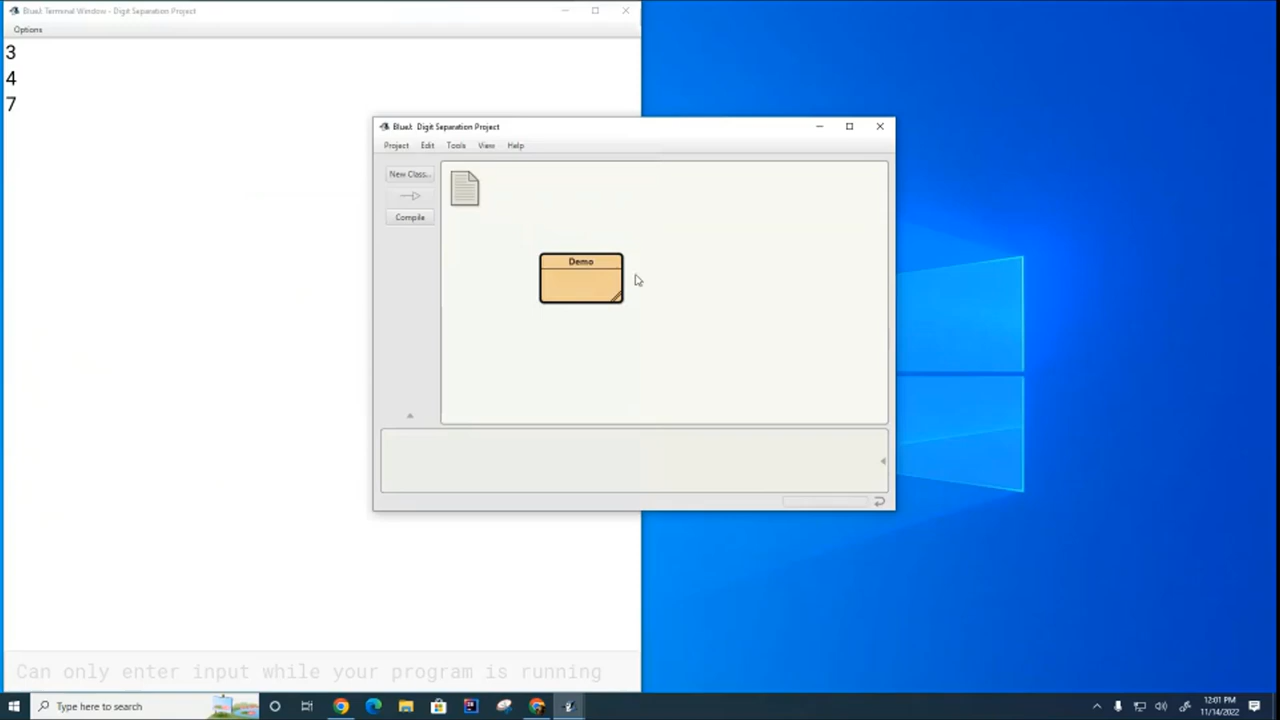 BlueJ: Terminal Window - Digit Separation Project
Options
3
4
7
BlueJ: Digit Separation Project
Project Edit Tools View Help
New Class...
Compile
Demo
Can only enter input while your program is running
Type here to search
12:01 PM
11/14/2022